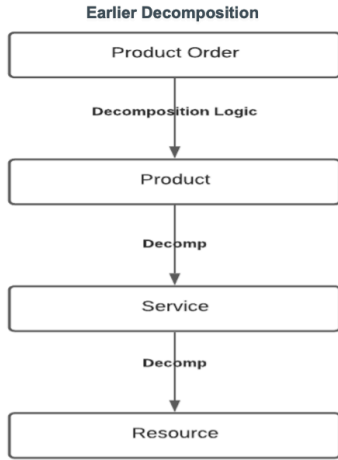 Earlier Decomposition
Product Order
Decomposition Logic
Product
Decomp
Service
Decomp
Resource